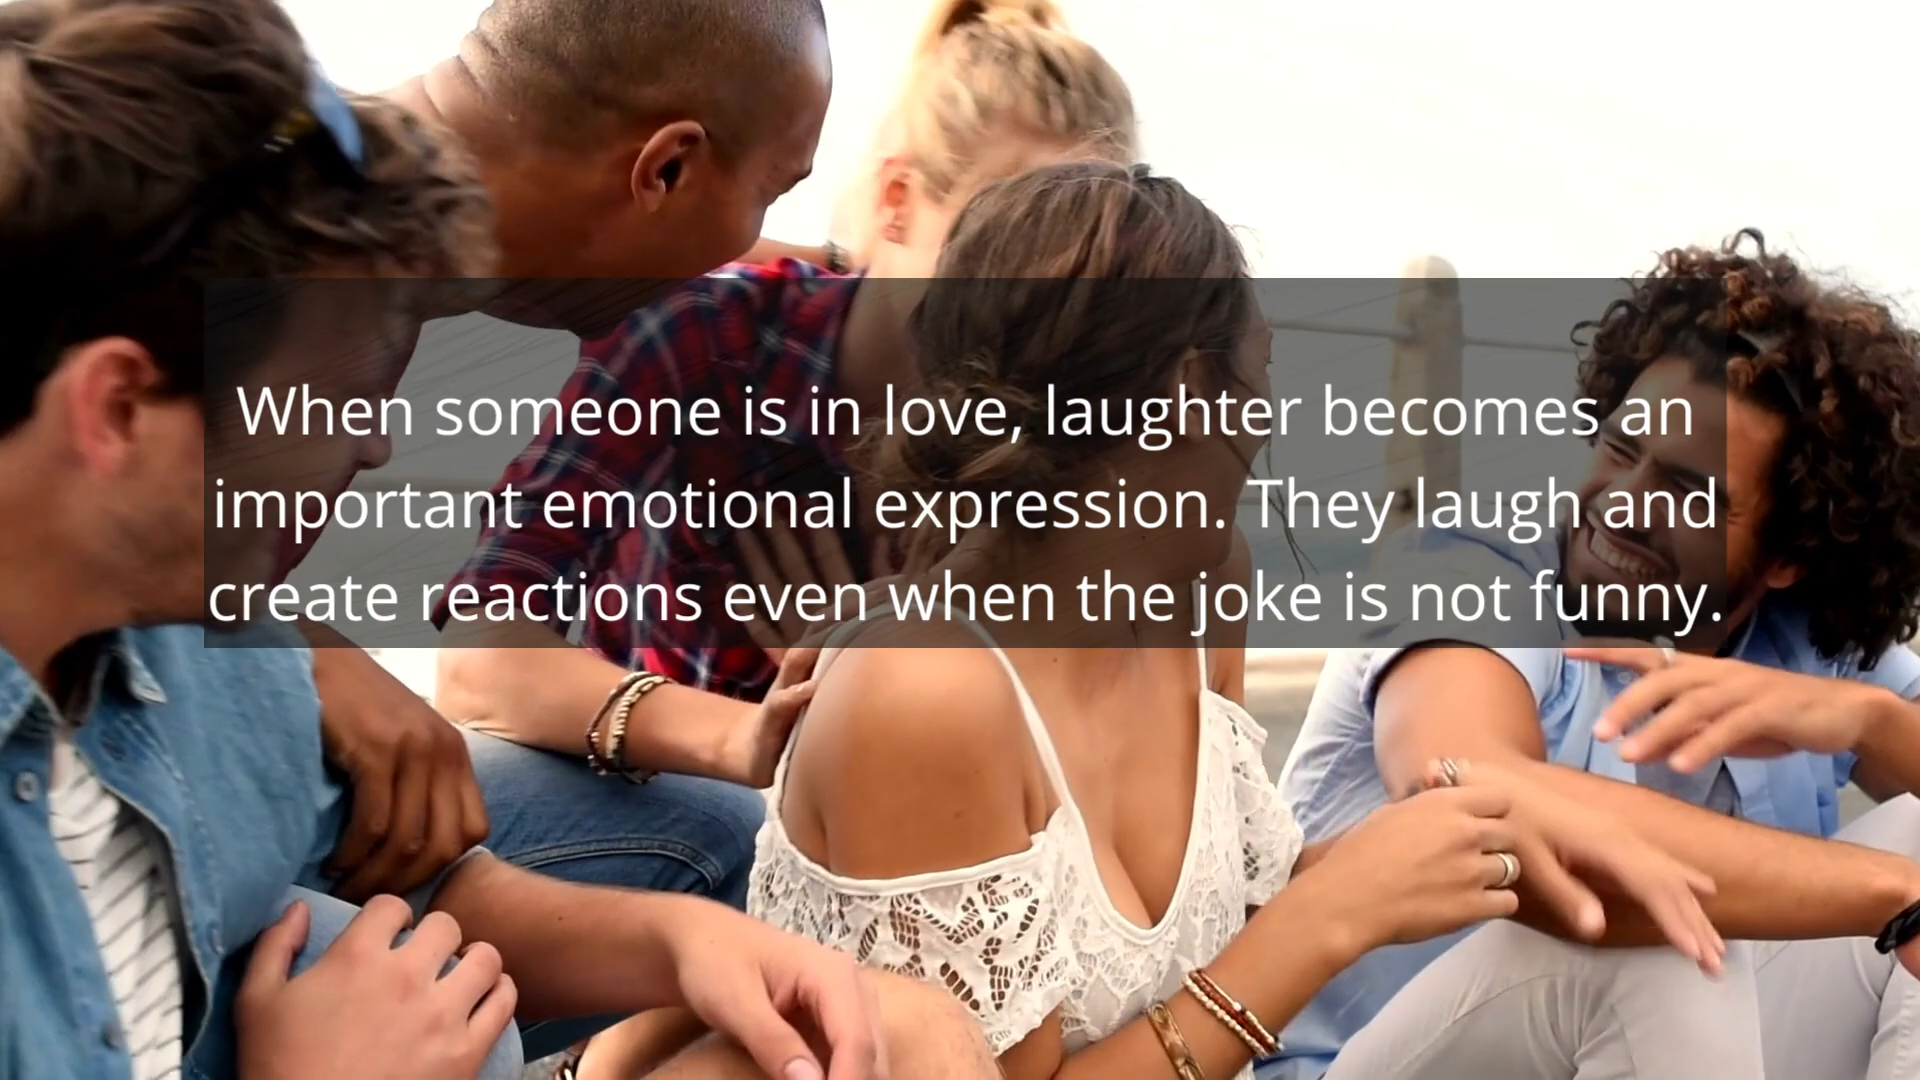 When someone is in love, laughter becomes an
important emotional expression. They laugh and
create reactions even when the joke is not funny.